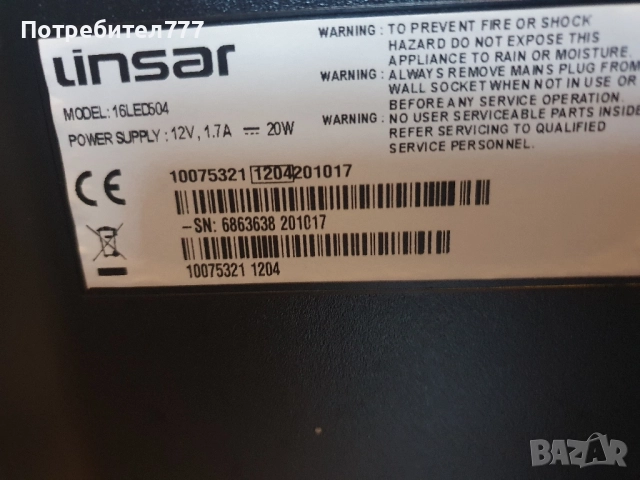 Потребител777
Linsar
MODEL: 16LED504
POWER SUPPLY : 12V, 1.7A ⎓ 20W
WARNING : TO PREVENT FIRE OR SHOCK
HAZARD DO NOT EXPOSE THIS
APPLIANCE TO RAIN OR MOISTURE.
WARNING : ALWAYS REMOVE MAINS PLUG FROM
WALL SOCKET WHEN NOT IN USE OR
BEFORE ANY SERVICE OPERATION.
WARNING : NO USER SERVICEABLE PARTS INSIDE
REFER SERVICING TO QUALIFIED
SERVICE PERSONNEL.
CE
10075321 1204 201017
-SN: 6863638 201017
10075321 1204
BAZAR